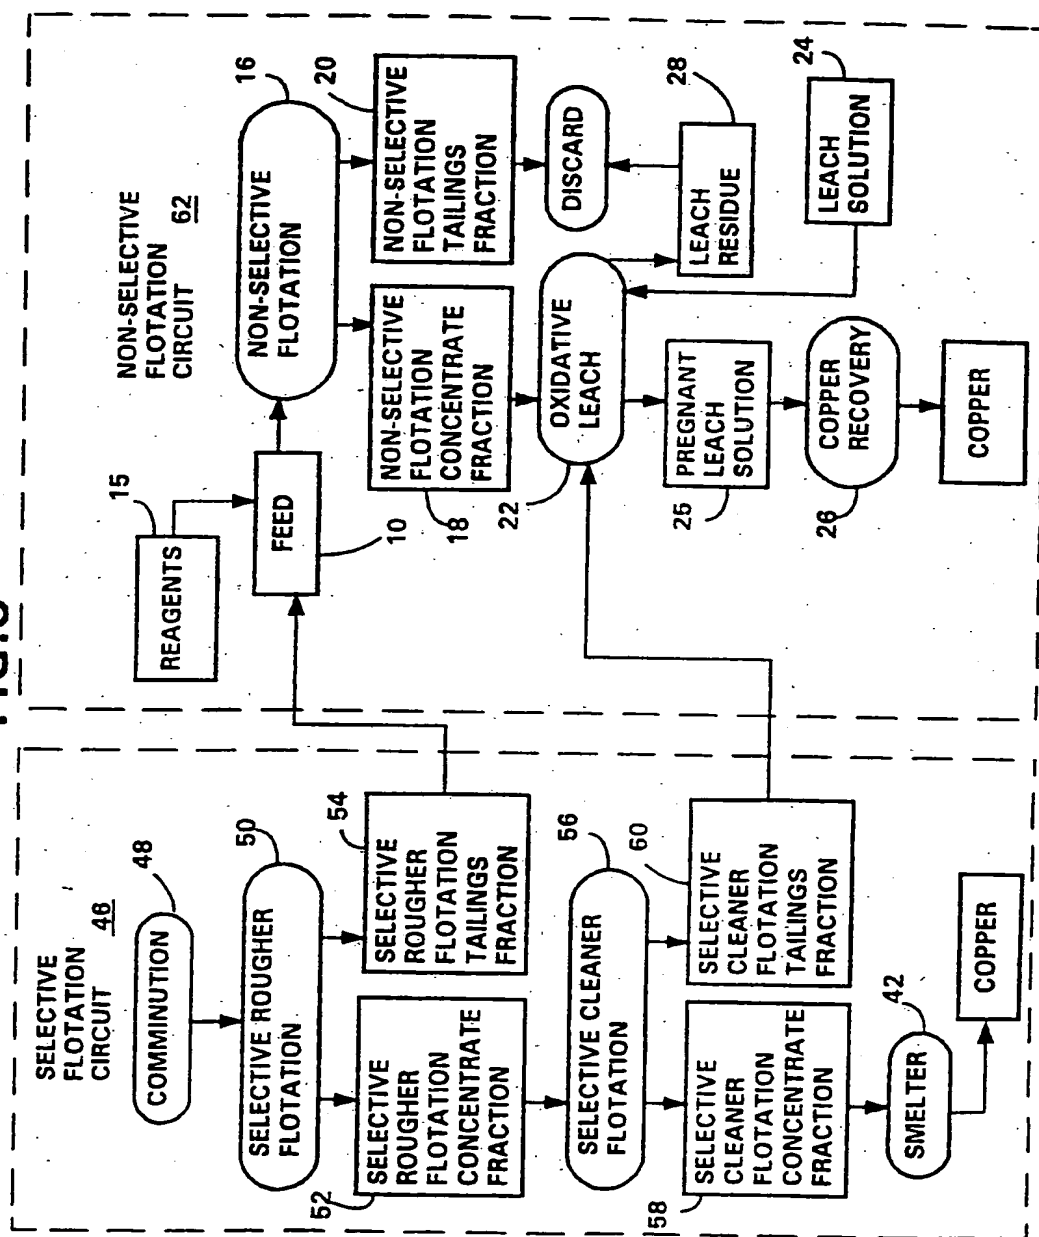 SELECTIVE
FLOTATION
CIRCUIT
46
COMMINUTION
48
SELECTIVE ROUGHER
FLOTATION
50
SELECTIVE
ROUGHER
FLOTATION
CONCENTRATE
FRACTION
52
SELECTIVE
ROUGHER
FLOTATION
TAILINGS
FRACTION
54
SELECTIVE CLEANER
FLOTATION
56
SELECTIVE
CLEANER
FLOTATION
CONCENTRATE
FRACTION
58
SELECTIVE
CLEANER
FLOTATION
TAILINGS
FRACTION
60
SMELTER
42
COPPER
NON-SELECTIVE
FLOTATION
CIRCUIT
62
REAGENTS
15
FEED
10
NON-SELECTIVE
FLOTATION
16
NON-SELECTIVE
FLOTATION
CONCENTRATE
FRACTION
18
NON-SELECTIVE
FLOTATION
TAILINGS
FRACTION
20
OXIDATIVE
LEACH
22
DISCARD
PREGNANT
LEACH
SOLUTION
25
LEACH
RESIDUE
28
LEACH
SOLUTION
24
COPPER
RECOVERY
26
COPPER